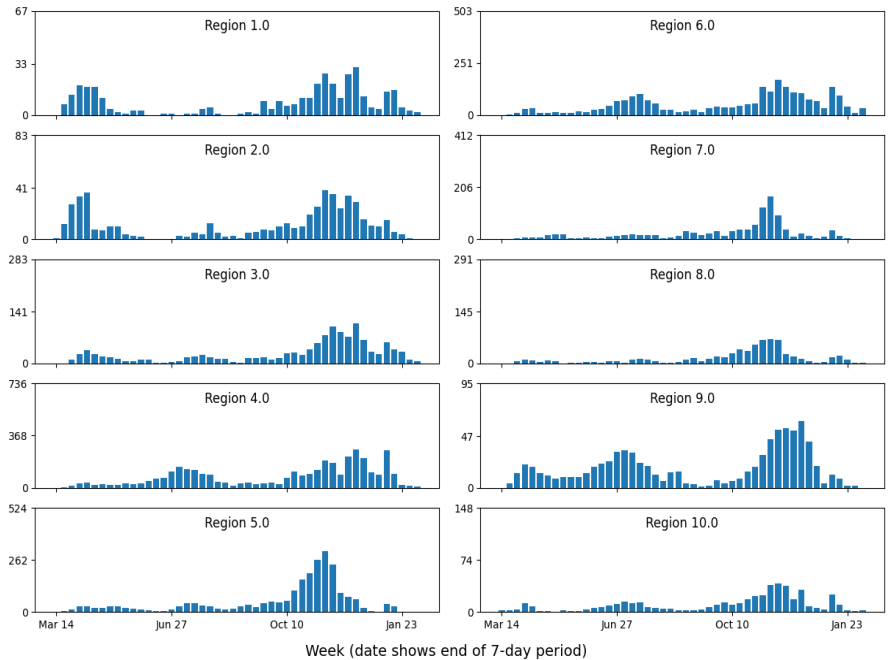 67
33
0
Region 1.0
503
251
0
Region 6.0
83
41
0
Region 2.0
412
206
0
Region 7.0
283
141
0
Region 3.0
291
145
0
Region 8.0
736
368
0
Region 4.0
95
47
0
Region 9.0
524
262
0
Region 5.0
148
74
0
Region 10.0
Mar 14 Jun 27 Oct 10 Jan 23
Mar 14 Jun 27 Oct 10 Jan 23
Week (date shows end of 7-day period)